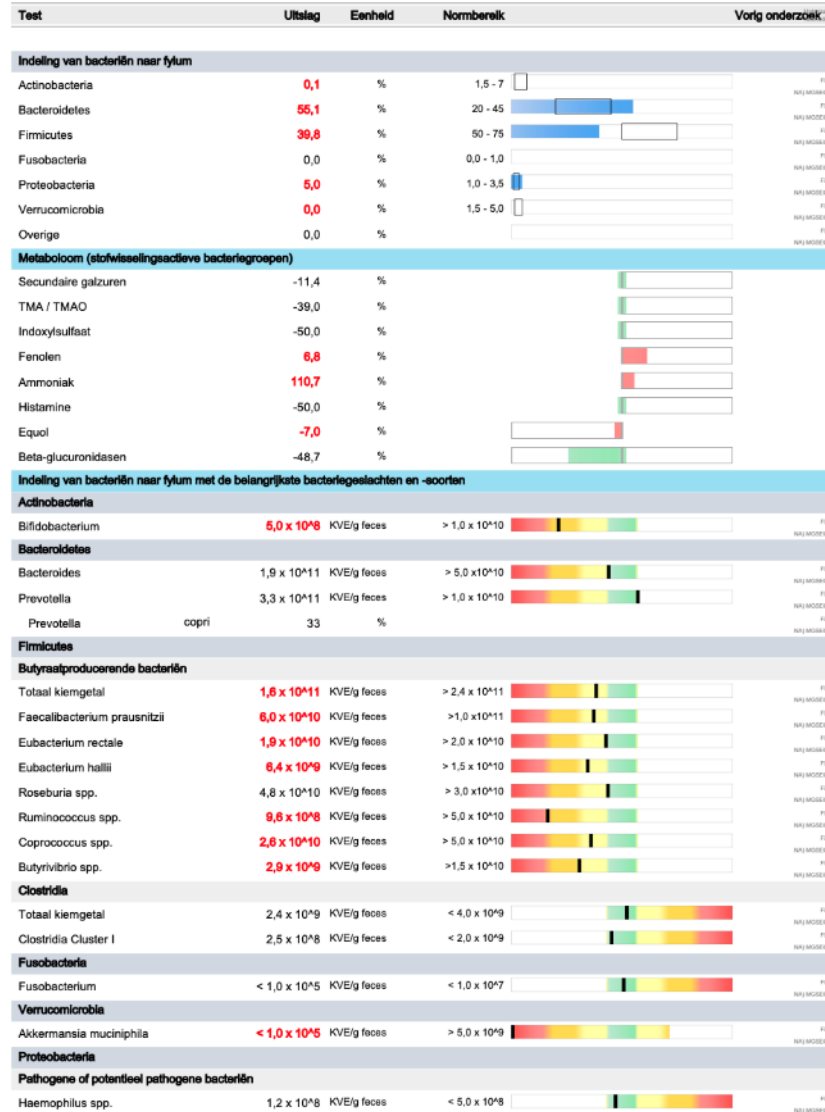 Test Uitslag Eenheid Normbereik Vorig onderzoek
Indeling van bacteriën naar fylum
Actinobacteria 0,1 % 1,5 - 7
Bacteroidetes 55,1 % 20 - 45
Firmicutes 39,8 % 50 - 75
Fusobacteria 0,0 % 0,0 - 1,0
Proteobacteria 5,0 % 1,0 - 3,5
Verrucomicrobia 0,0 % 1,5 - 5,0
Overige 0,0 %
Metaboloom (stofwisselingsactieve bacteriegroepen)
Secundaire galzuren -11,4 %
TMA / TMAO -39,0 %
Indoxylsulfaat -50,0 %
Fenolen 6,8 %
Ammoniak 110,7 %
Histamine -50,0 %
Equol -7,0 %
Beta-glucuronidasen -48,7 %
Indeling van bacteriën naar fylum met de belangrijkste bacteriegeslachten en -soorten
Actinobacteria
Bifidobacterium 5,0 x 10^8 KVE/g feces > 1,0 x 10^10
Bacteroidetes
Bacteroides 1,9 x 10^11 KVE/g feces > 5,0 x10^10
Prevotella 3,3 x 10^11 KVE/g feces > 1,0 x 10^10
Prevotella copri 33 %
Firmicutes
Butyraatproducerende bacteriën
Totaal kiemgetal 1,6 x 10^11 KVE/g feces > 2,4 x 10^11
Faecalibacterium prausnitzii 6,0 x 10^10 KVE/g feces >1,0 x10^11
Eubacterium rectale 1,9 x 10^10 KVE/g feces > 2,0 x 10^10
Eubacterium hallii 6,4 x 10^9 KVE/g feces > 1,5 x 10^10
Roseburia spp. 4,8 x 10^10 KVE/g feces > 3,0 x10^10
Ruminococcus spp. 9,6 x 10^8 KVE/g feces > 5,0 x 10^10
Coprococcus spp. 2,6 x 10^10 KVE/g feces > 5,0 x 10^10
Butyrivibrio spp. 2,9 x 10^9 KVE/g feces >1,5 x 10^10
Clostridia
Totaal kiemgetal 2,4 x 10^9 KVE/g feces < 4,0 x 10^9
Clostridia Cluster I 2,5 x 10^8 KVE/g feces < 2,0 x 10^9
Fusobacteria
Fusobacterium < 1,0 x 10^5 KVE/g feces < 1,0 x 10^7
Verrucomicrobia
Akkermansia muciniphila < 1,0 x 10^5 KVE/g feces > 5,0 x 10^9
Proteobacteria
Pathogene of potentieel pathogene bacteriën
Haemophilus spp. 1,2 x 10^8 KVE/g feces < 5,0 x 10^8